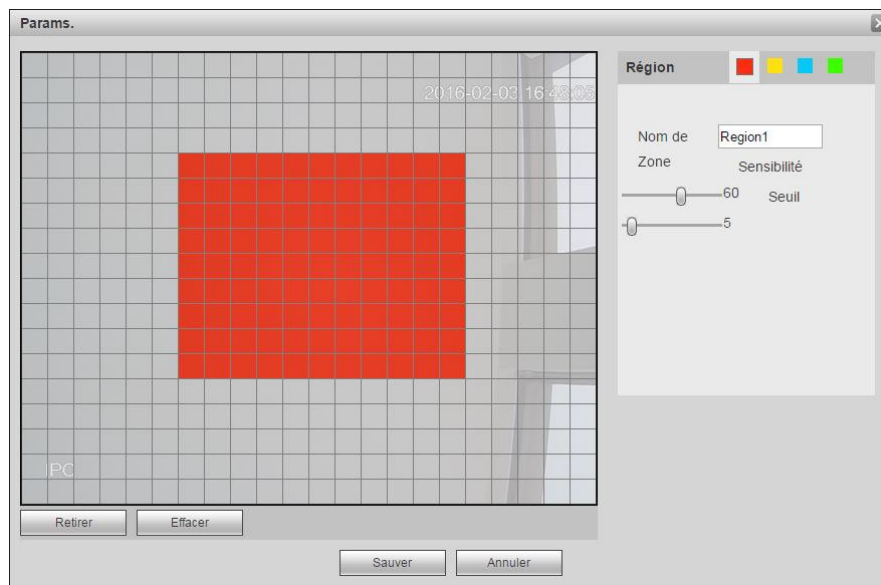 Params.
2016-02-03 16:48:05
Région
Nom de Zone
Region1
Sensibilité
60
Seuil
5
IPC
Retirer
Effacer
Sauver
Annuler